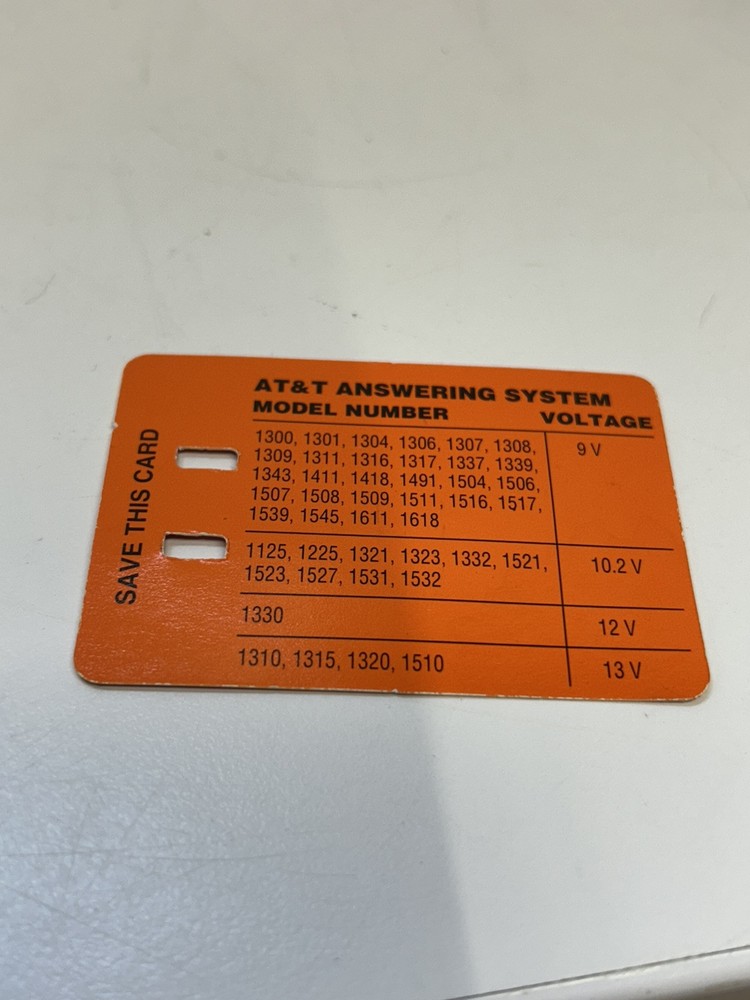 SAVE THIS CARD
AT&T ANSWERING SYSTEM
MODEL NUMBER VOLTAGE
1300, 1301, 1304, 1306, 1307, 1308, 9 V
1309, 1311, 1316, 1317, 1337, 1339,
1343, 1411, 1418, 1491, 1504, 1506,
1507, 1508, 1509, 1511, 1516, 1517,
1539, 1545, 1611, 1618
1125, 1225, 1321, 1323, 1332, 1521, 10.2 V
1523, 1527, 1531, 1532
1330 12 V
1310, 1315, 1320, 1510 13 V